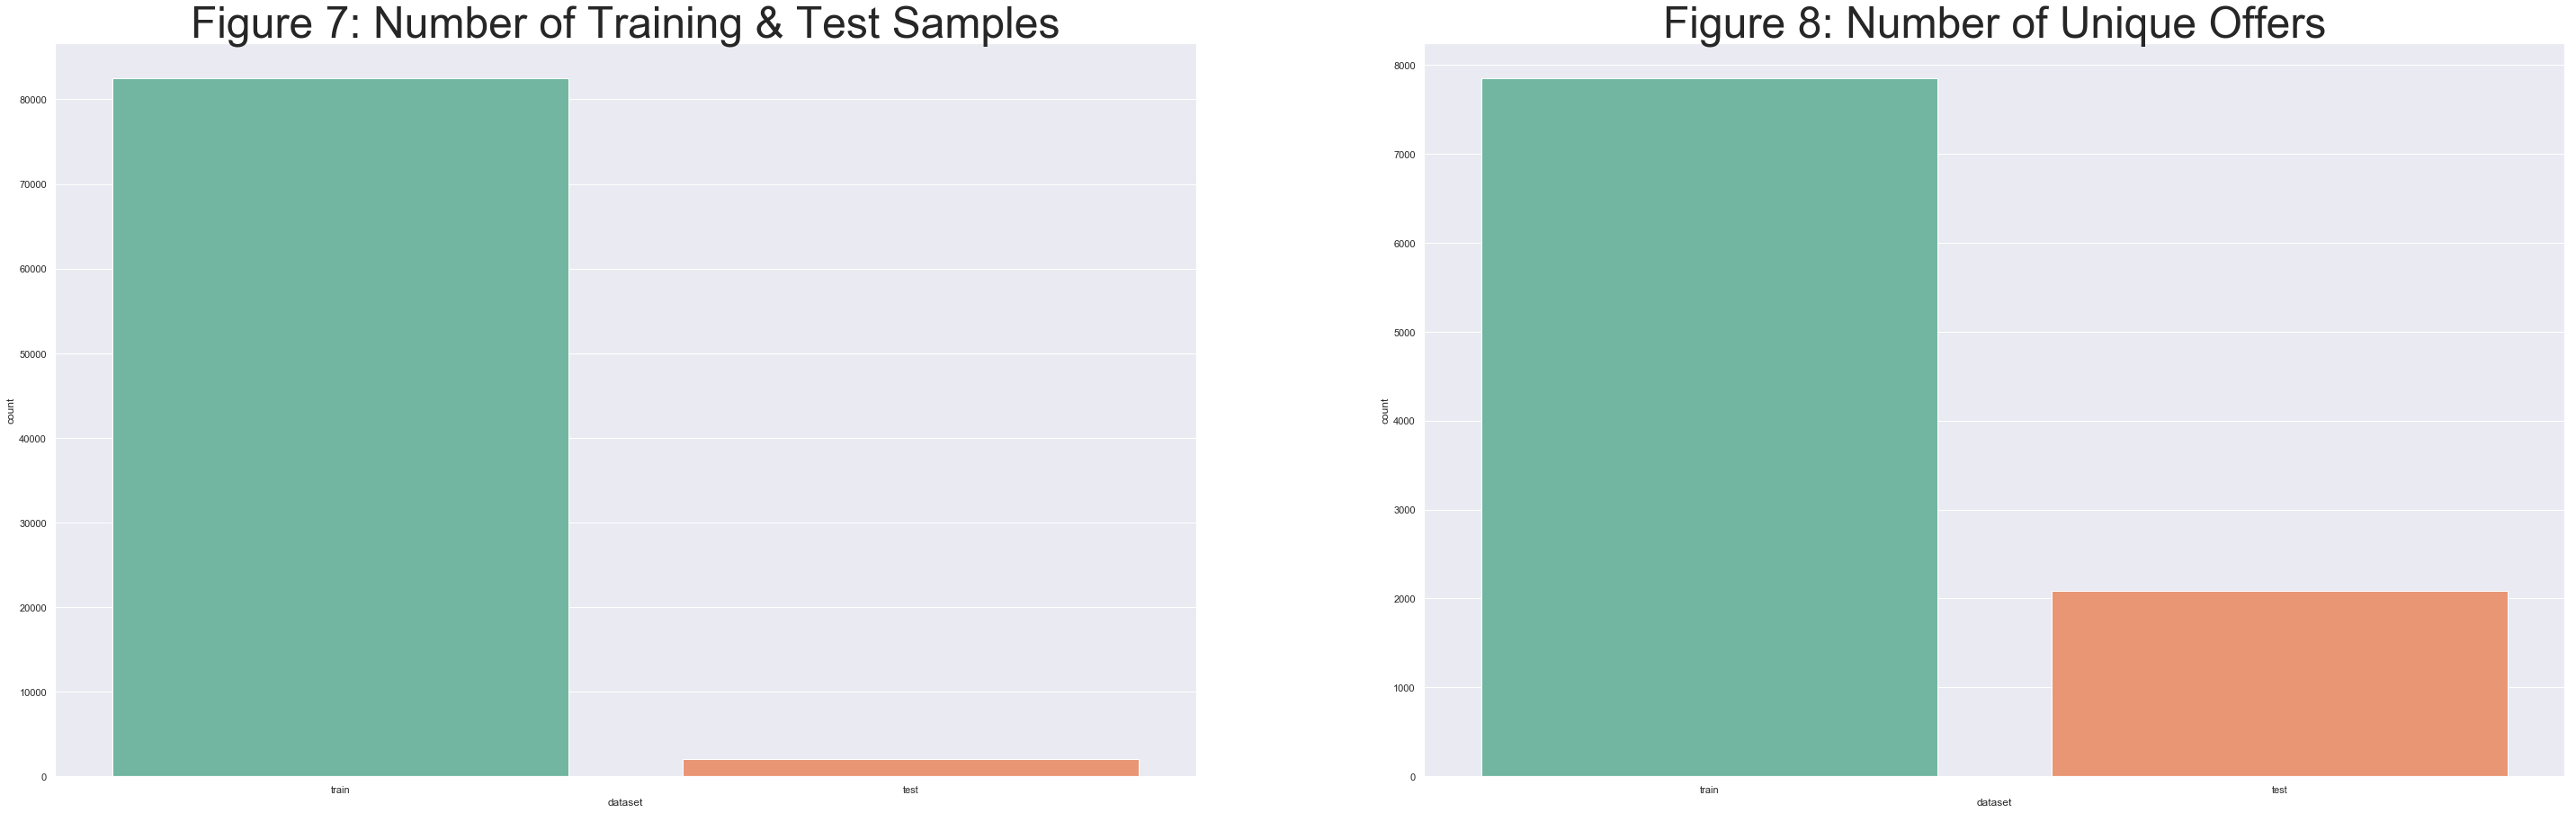 Figure 7: Number of Training & Test Samples
80000
70000
60000
50000
40000
30000
20000
10000
0
count
train
test
dataset
Figure 8: Number of Unique Offers
8000
7000
6000
5000
4000
3000
2000
1000
0
count
train
test
dataset